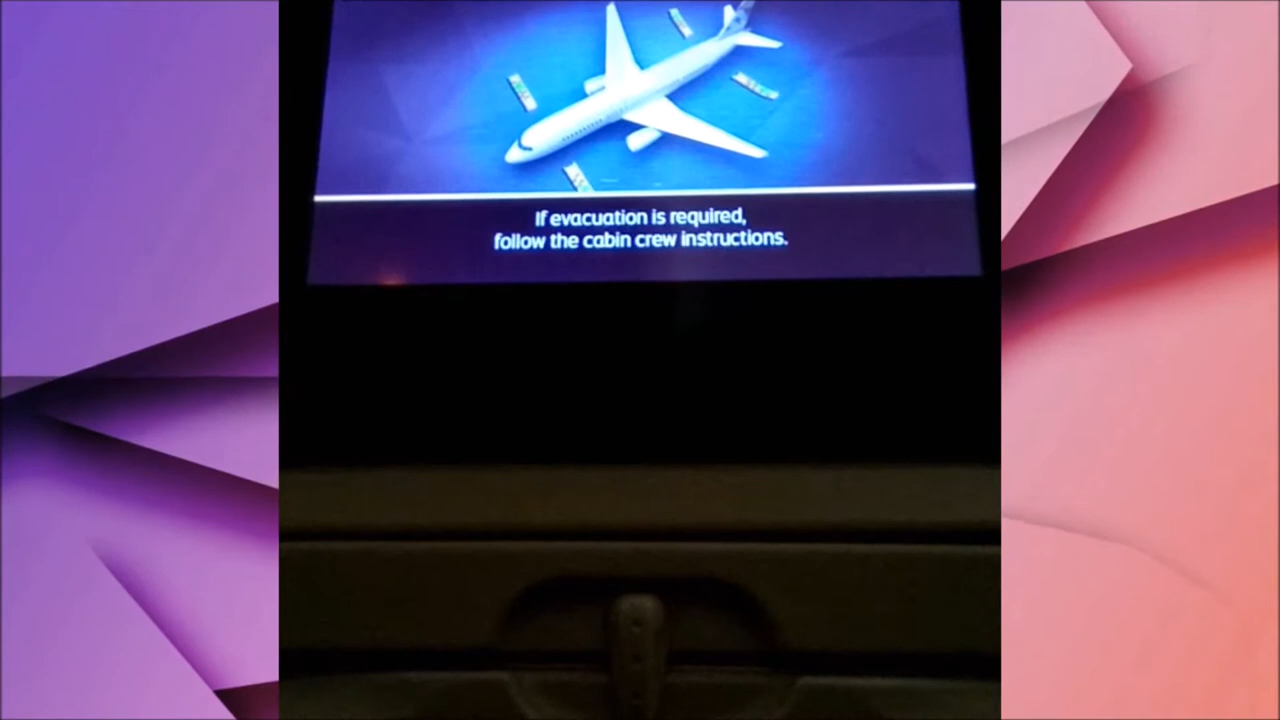 If evacuation is required,
follow the cabin crew instructions.